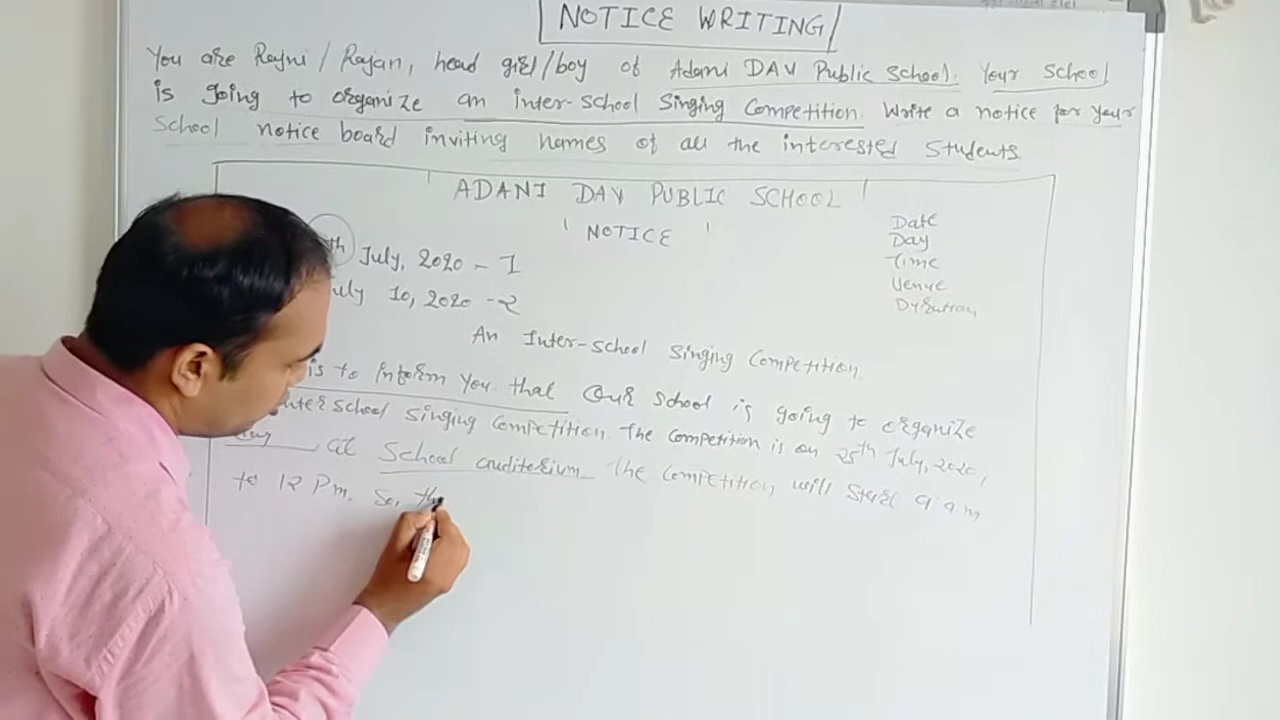 NOTICE WRITING
You are Rajni / Rajan, head girl/boy of Adani DAV Public School. Your School
is going to organize an inter-school Singing Competition. Write a notice for your
School notice board inviting names of all the interested Students
ADANI DAV PUBLIC SCHOOL
NOTICE
Date
Day
Time
Venue
Duration
th July, 2020 - 1
uly 10, 2020 - 2
An Inter-School Singing Competition
is to inform you that our school is going to organize
nter school singing competition. The competition is on 25th July, 2020,
at School auditorium. The competition will start 9 a.m
to 12 P.m. So, th